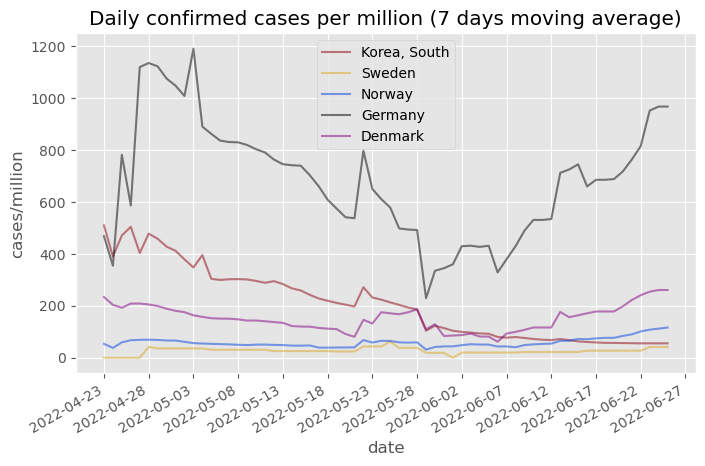 Daily confirmed cases per million (7 days moving average)
1200
1000
800
600
400
200
0
cases/million
Korea, South
Sweden
Norway
Germany
Denmark
2022-04-23
2022-04-28
2022-05-03
2022-05-08
2022-05-13
2022-05-18
2022-05-23
2022-05-28
2022-06-02
2022-06-07
2022-06-12
2022-06-17
2022-06-22
2022-06-27
date